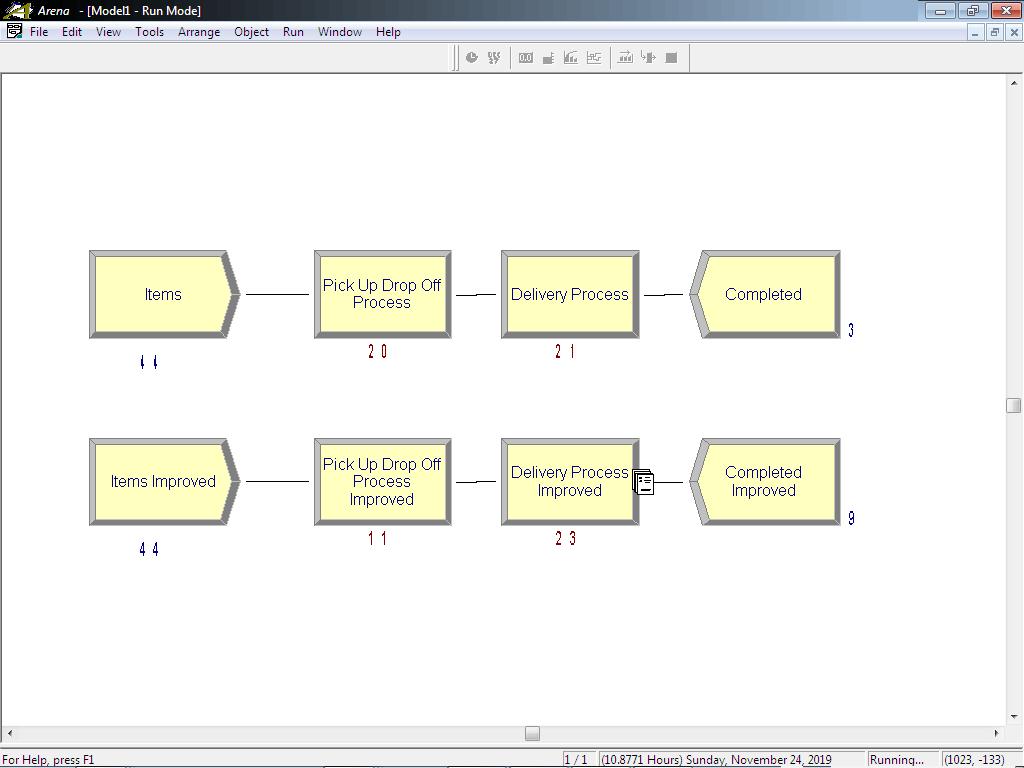 Arena - [Model1 - Run Mode]
File Edit View Tools Arrange Object Run Window Help
0.0
Items
Pick Up Drop Off
Process
Delivery Process
Completed
3
4 4
2 0
2 1
Items Improved
Pick Up Drop Off
Process
Improved
Delivery Process
Improved
Completed
Improved
9
4 4
1 1
2 3
For Help, press F1
1 / 1
(10.8771 Hours) Sunday, November 24, 2019
Running...
(1023, -133)